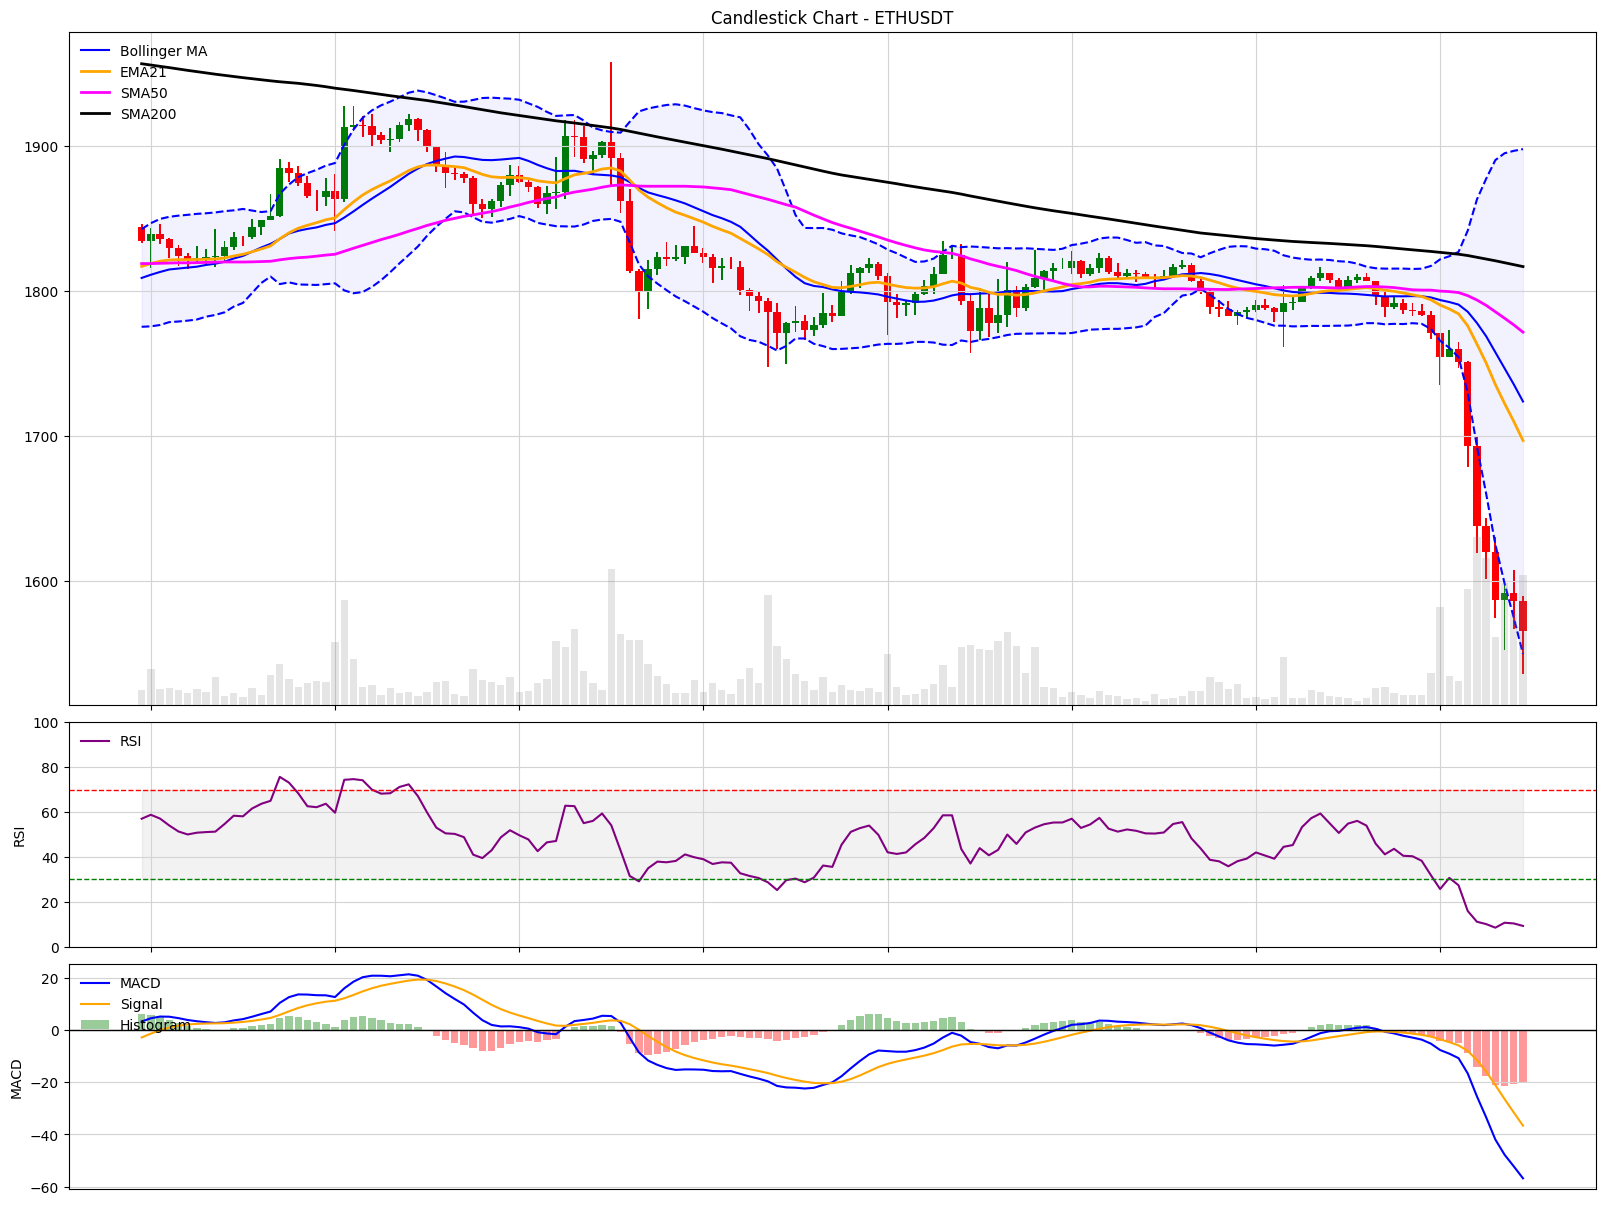 Candlestick Chart - ETHUSDT
Bollinger MA
EMA21
SMA50
SMA200
1900
1800
1700
1600
100
80
60
40
20
0
RSI
RSI
20
0
−20
−40
−60
MACD
MACD
Signal
Histogram